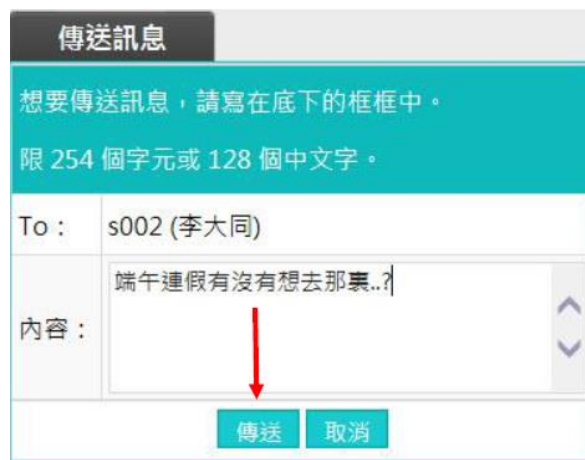 傳送訊息
想要傳送訊息，請寫在底下的框框中。
限 254 個字元或 128 個中文字。
To： s002 (李大同)
內容： 端午連假有沒有想去那裏..?
傳送 取消